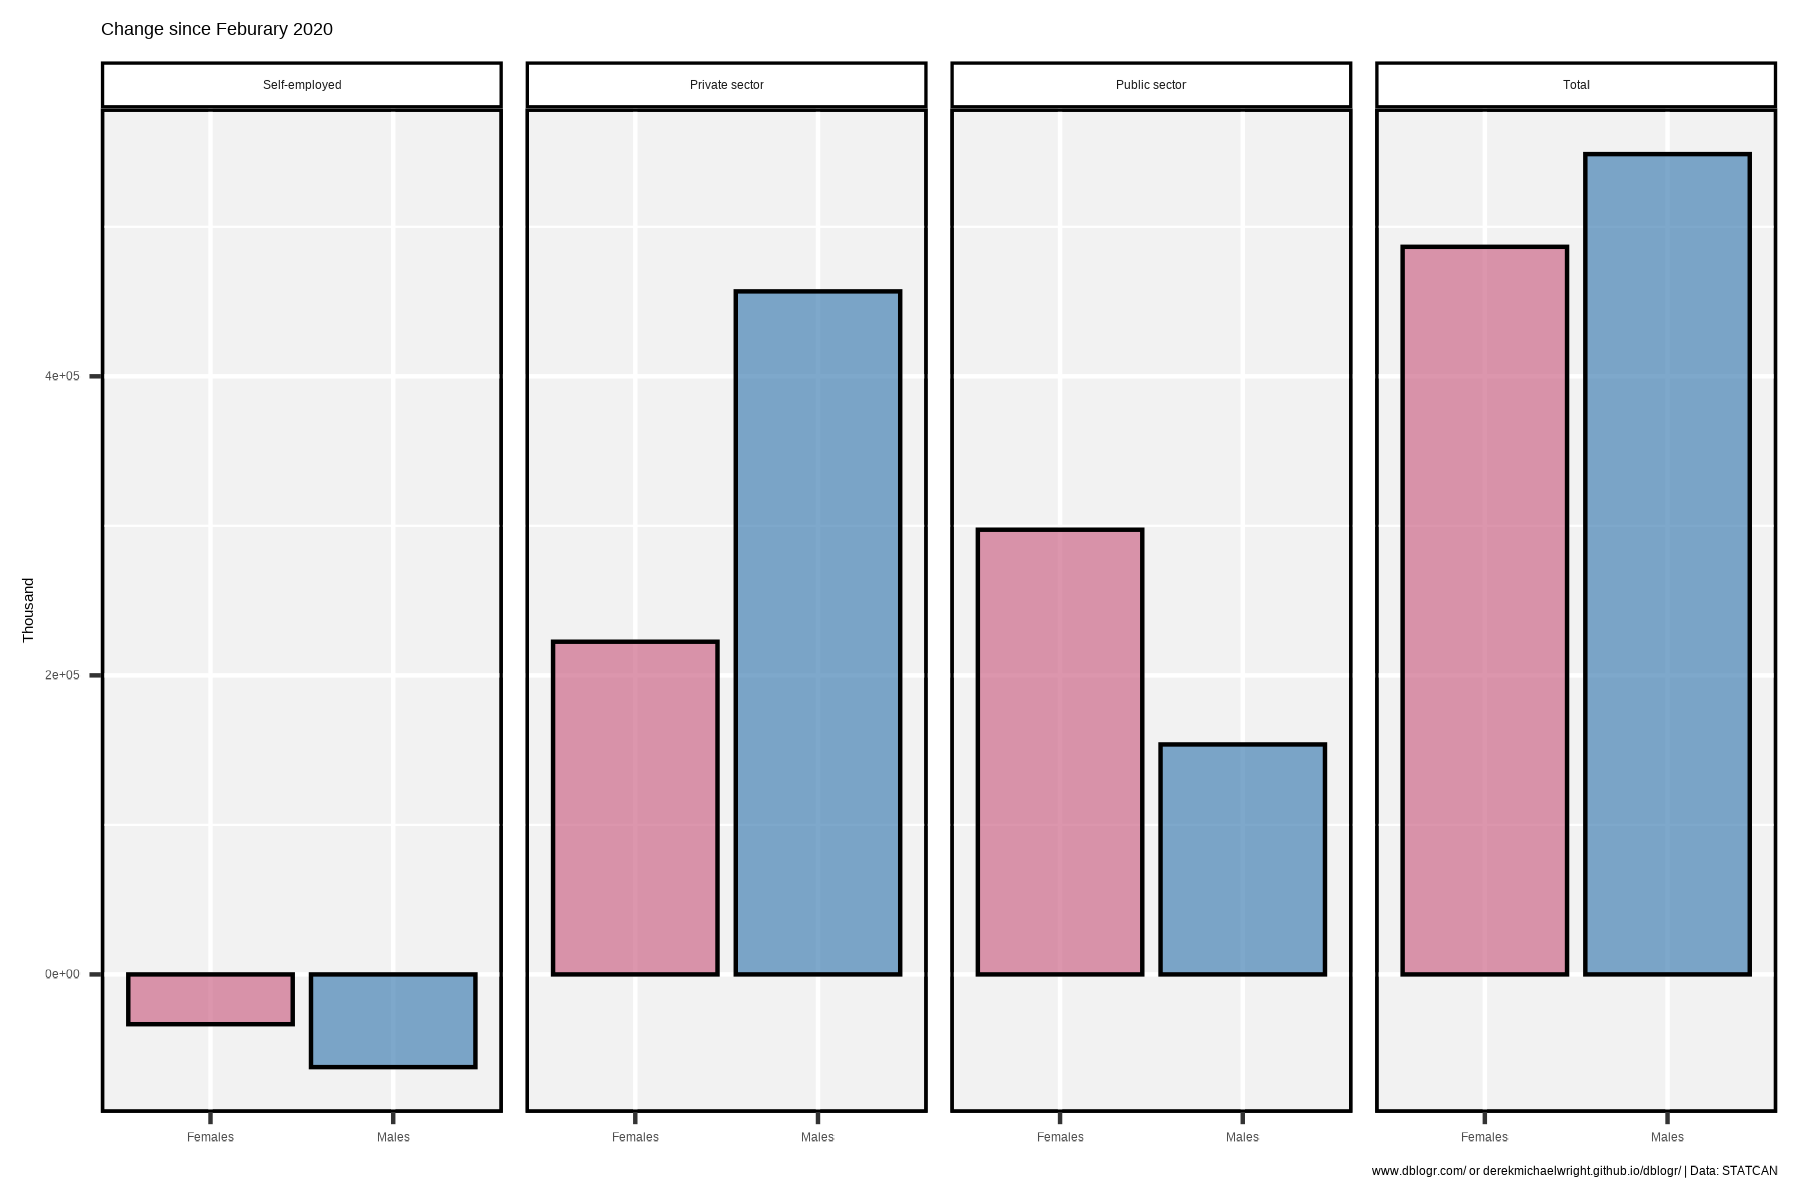 Change since Feburary 2020
Self-employed
Private sector
Public sector
Total
Thousand
4e+05
2e+05
0e+00
Females
Males
Females
Males
Females
Males
Females
Males
www.dblogr.com/ or derekmichaelwright.github.io/dblogr/ | Data: STATCAN